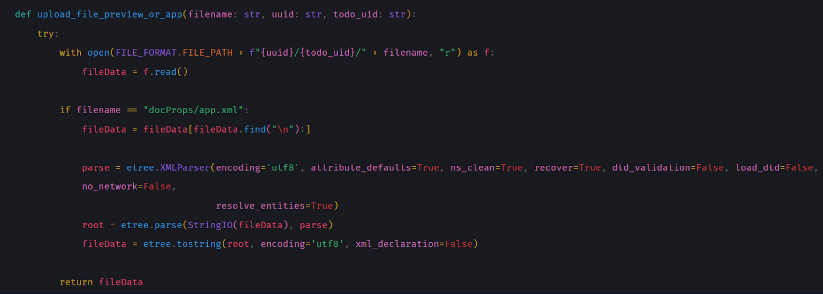 def upload_file_preview_or_app(filename: str, uuid: str, todo_uid: str):
    try:
        with open(FILE_FORMAT.FILE_PATH + f"{uuid}/{todo_uid}/" + filename, "r") as f:
            fileData = f.read()
        if filename == "docProps/app.xml":
            fileData = fileData[fileData.find("\n"):]
            parse = etree.XMLParser(encoding='utf8', attribute_defaults=True, ns_clean=True, recover=True, dtd_validation=False, load_dtd=False,
            no_network=False,
                                    resolve_entities=True)
            root = etree.parse(StringIO(fileData), parse)
            fileData = etree.tostring(root, encoding='utf8', xml_declaration=False)
        return fileData